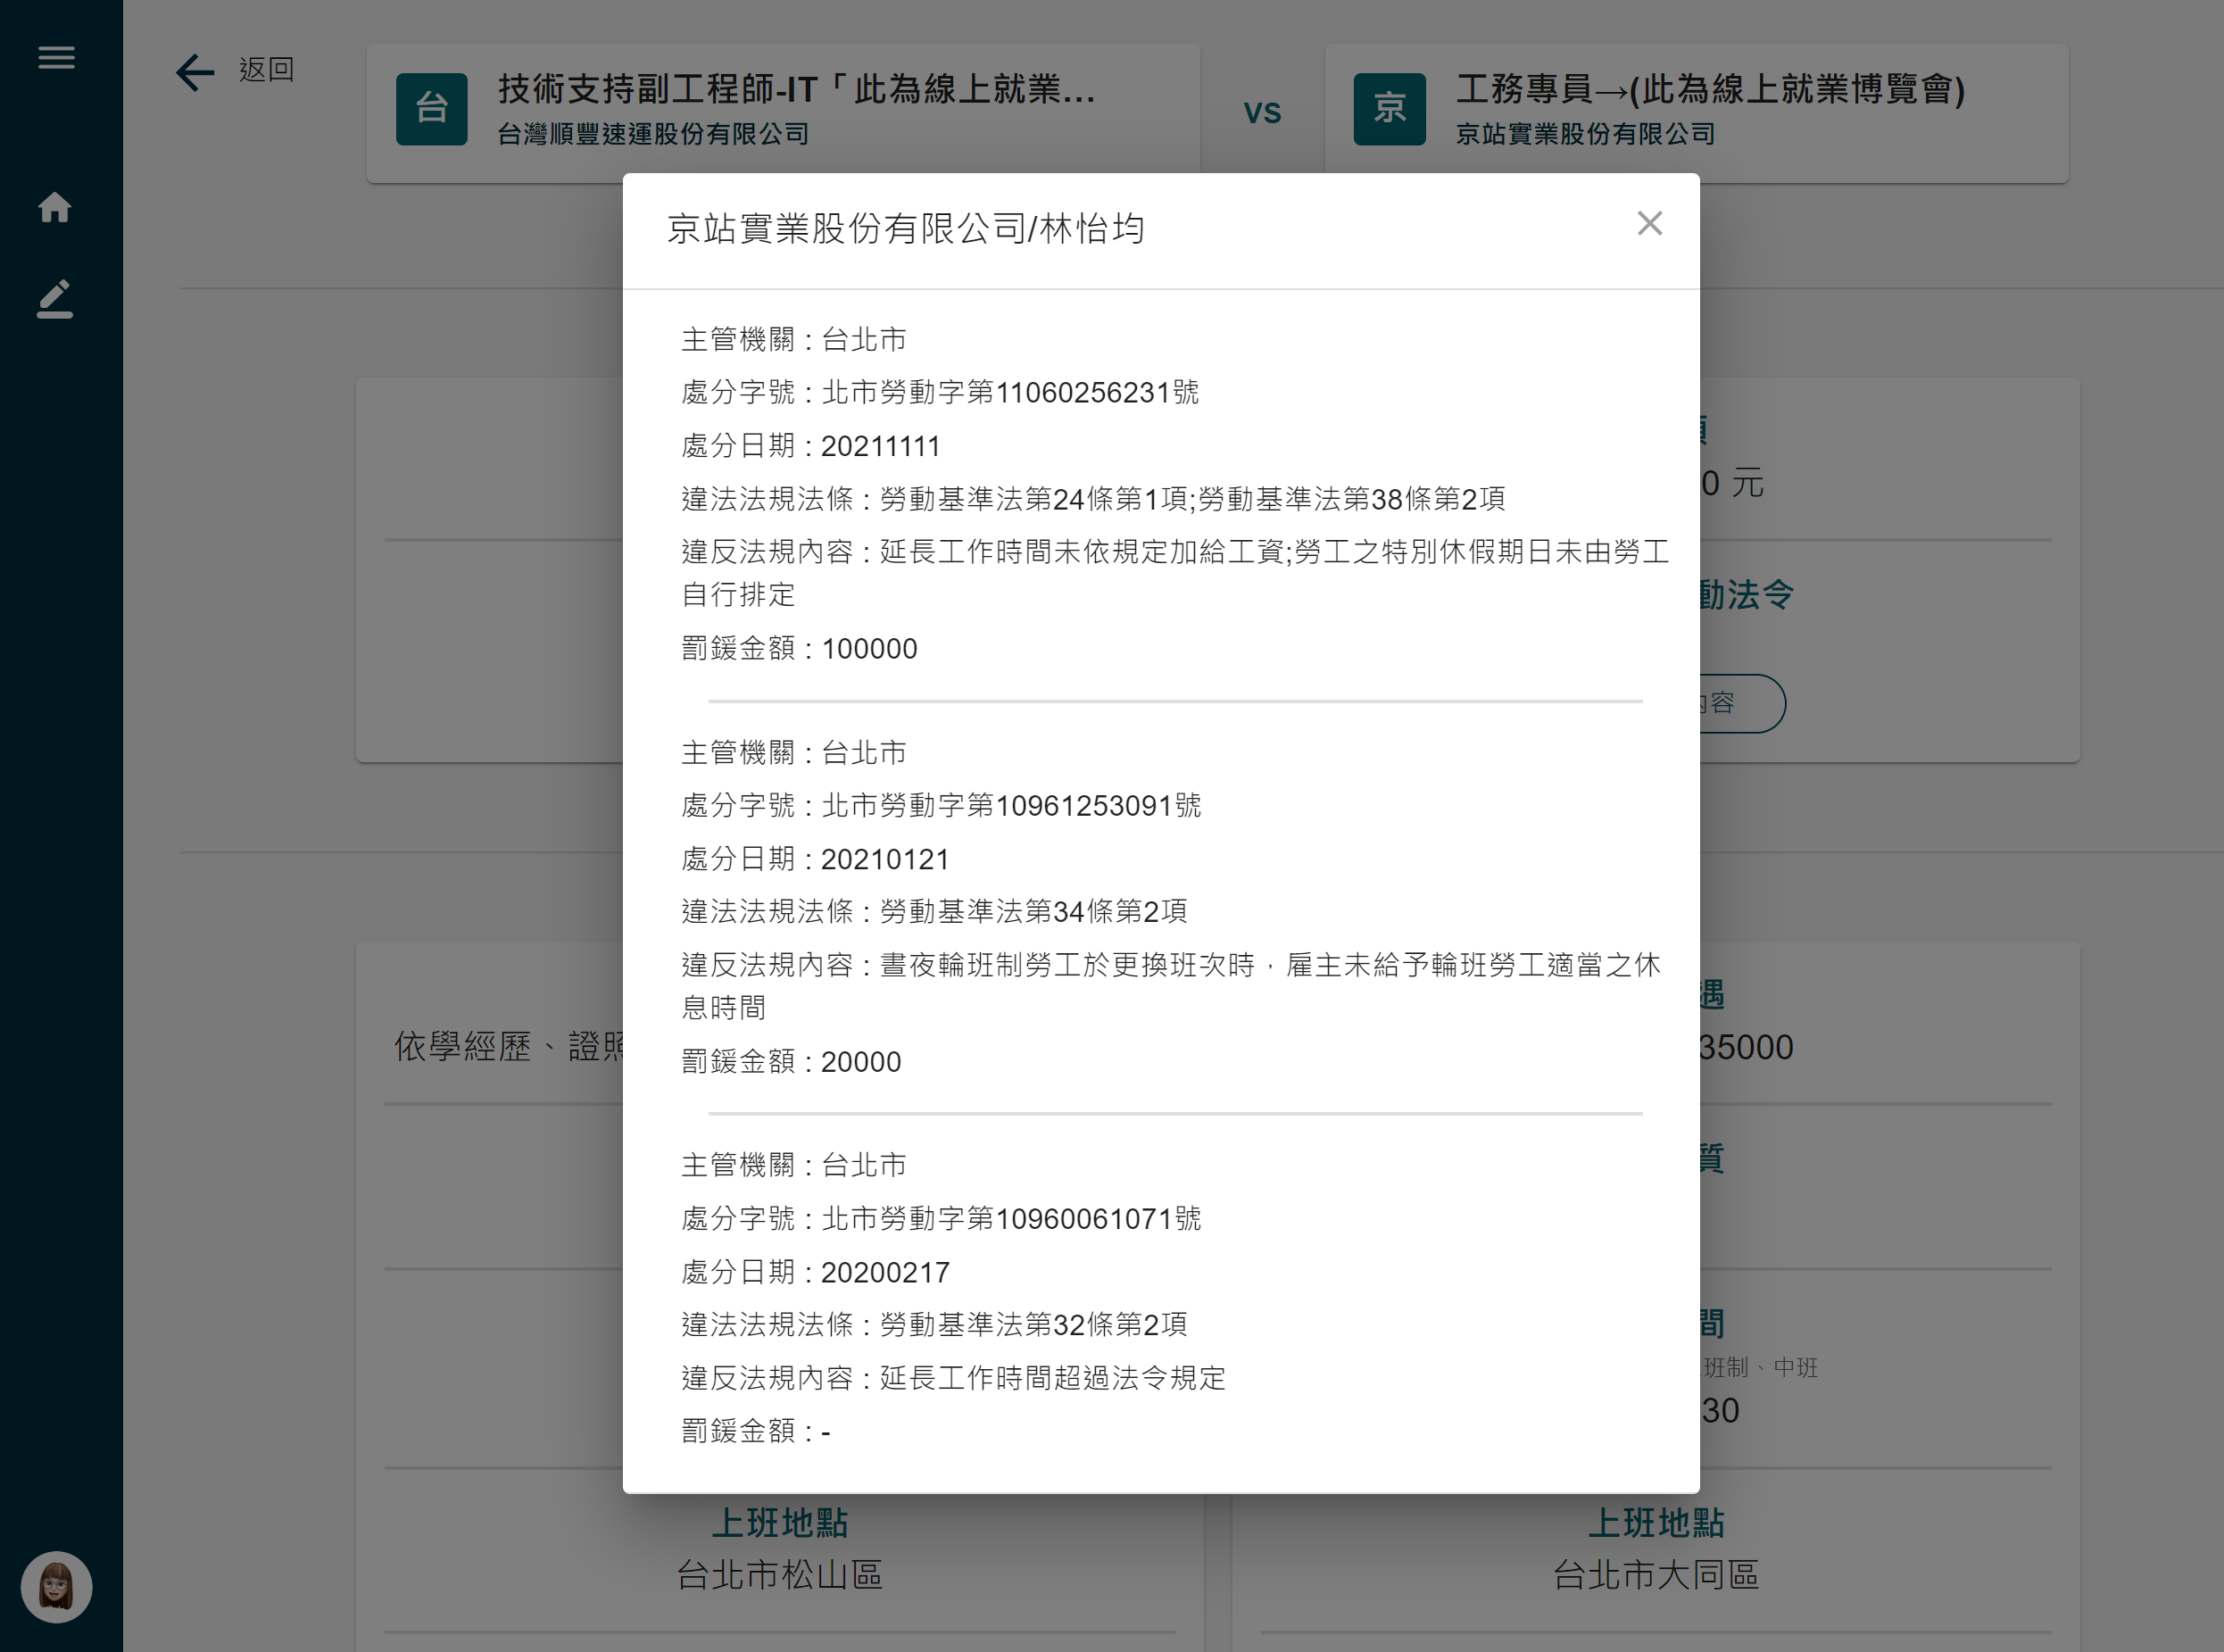 返回
台
技術支持副工程師-IT「此為線上就業...
台灣順豐速運股份有限公司
VS
京
工務專員→(此為線上就業博覽會)
京站實業股份有限公司
京站實業股份有限公司/林怡均
主管機關 : 台北市
處分字號 : 北市勞動字第11060256231號
處分日期 : 20211111
違法法規法條 : 勞動基準法第24條第1項;勞動基準法第38條第2項
違反法規內容 : 延長工作時間未依規定加給工資;勞工之特別休假期日未由勞工
自行排定
罰鍰金額 : 100000
主管機關 : 台北市
處分字號 : 北市勞動字第10961253091號
處分日期 : 20210121
違法法規法條 : 勞動基準法第34條第2項
違反法規內容 : 晝夜輪班制勞工於更換班次時，雇主未給予輪班勞工適當之休
息時間
罰鍰金額 : 20000
主管機關 : 台北市
處分字號 : 北市勞動字第10960061071號
處分日期 : 20200217
違法法規法條 : 勞動基準法第32條第2項
違反法規內容 : 延長工作時間超過法令規定
罰鍰金額 : -
0 元
動法令
容
依學經歷、證照
遇
35000
質
間
班制、中班
30
上班地點
台北市松山區
上班地點
台北市大同區